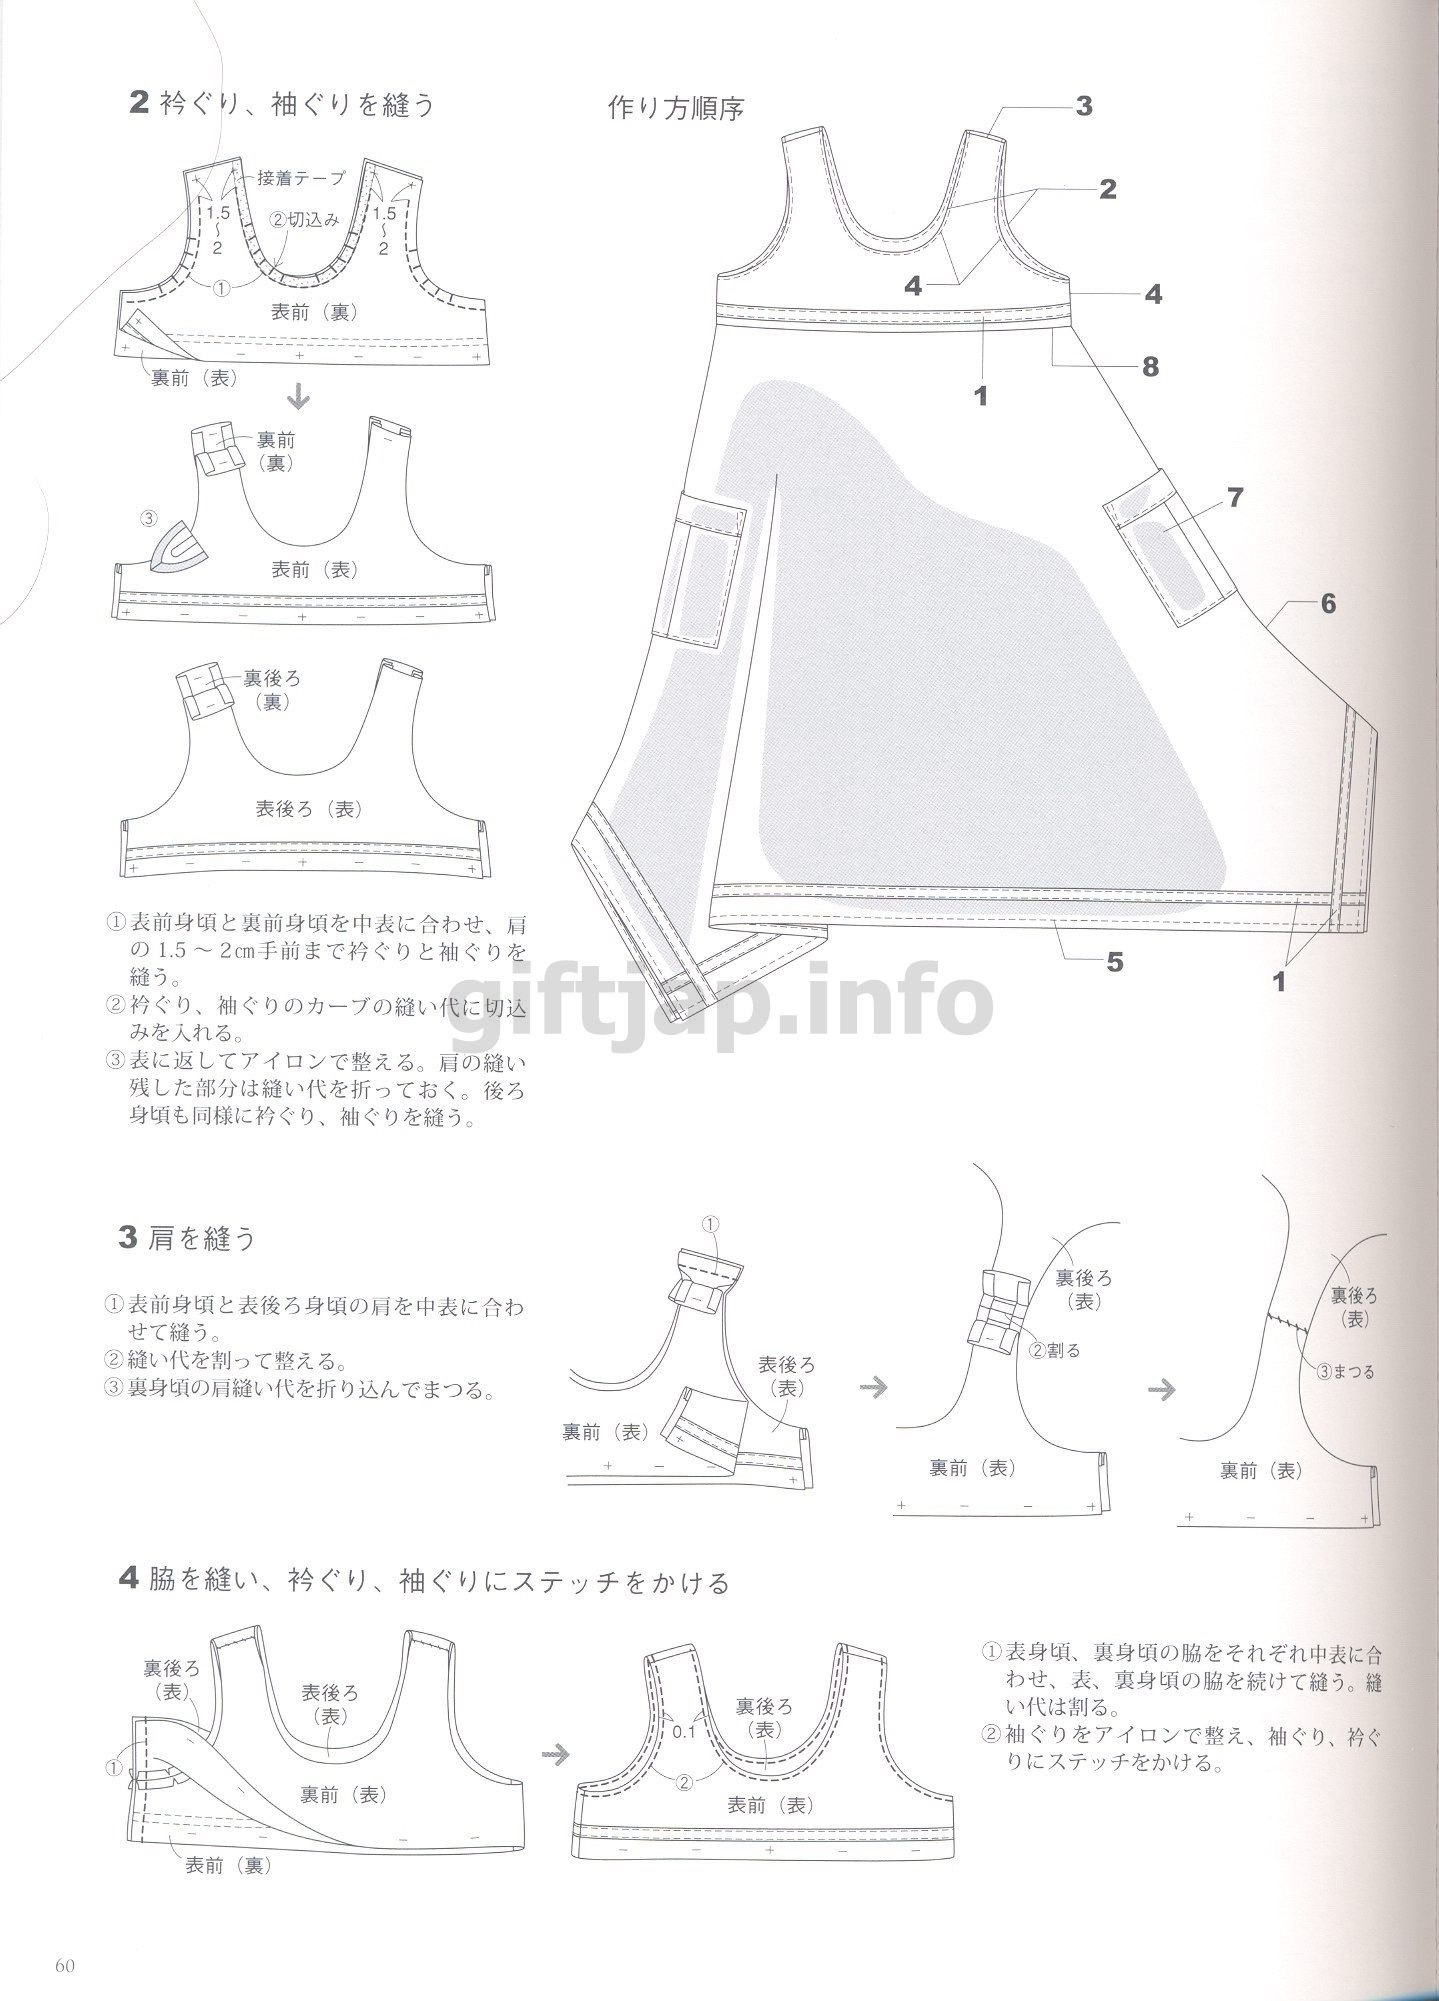 2 衿ぐり、袖ぐりを縫う
接着テープ
1.5
〜
2
②切込み
1.5
〜
2
①
表前（裏）
裏前（表）
裏前
（裏）
③
表前（表）
裏後ろ
（裏）
表後ろ（表）
①表前身頃と裏前身頃を中表に合わせ、肩
の 1.5 〜 2㎝手前まで衿ぐりと袖ぐりを
縫う。
②衿ぐり、袖ぐりのカーブの縫い代に切込
みを入れる。
③表に返してアイロンで整える。肩の縫い
残した部分は縫い代を折っておく。後ろ
身頃も同様に衿ぐり、袖ぐりを縫う。
作り方順序
3
2
4
4
8
1
7
6
5
1
giftjap.info
3 肩を縫う
①表前身頃と表後ろ身頃の肩を中表に合わ
せて縫う。
②縫い代を割って整える。
③裏身頃の肩縫い代を折り込んでまつる。
①
表後ろ
（表）
裏前（表）
裏後ろ
（表）
②割る
裏前（表）
裏後ろ
（表）
③まつる
裏前（表）
4 脇を縫い、衿ぐり、袖ぐりにステッチをかける
裏後ろ
（表）
表後ろ
（表）
①
裏前（表）
表前（裏）
裏後ろ
（表）
0.1
②
表前（表）
①表身頃、裏身頃の脇をそれぞれ中表に合
わせ、表、裏身頃の脇を続けて縫う。縫
い代は割る。
②袖ぐりをアイロンで整え、袖ぐり、衿ぐ
りにステッチをかける。
60